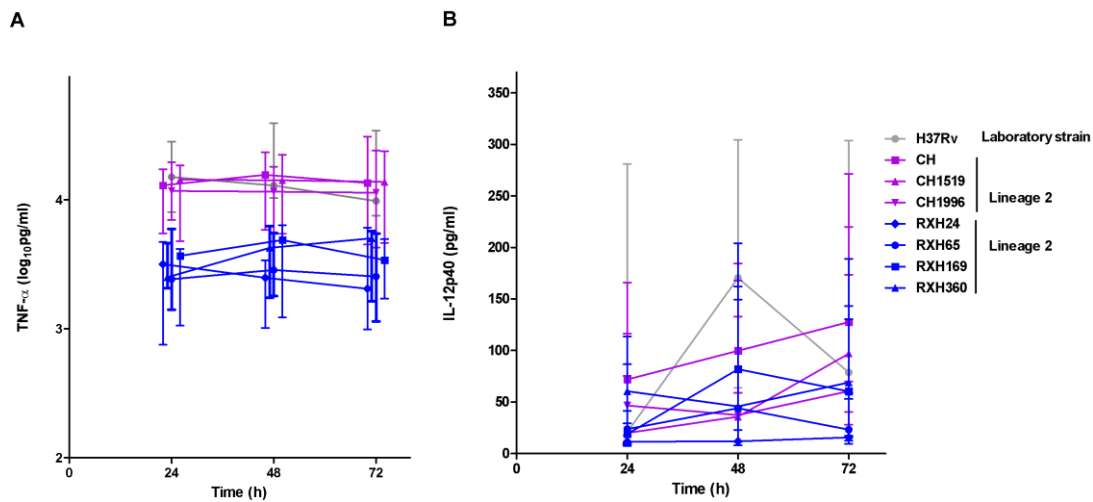 A
B
TNF-α (log10pg/ml)
4
3
2
0
24
48
72
Time (h)
IL-12p40 (pg/ml)
350
300
250
200
150
100
50
0
0
24
48
72
Time (h)
H37Rv Laboratory strain
CH
CH1519
CH1996
Lineage 2
RXH24
RXH65
Lineage 2
RXH169
RXH360